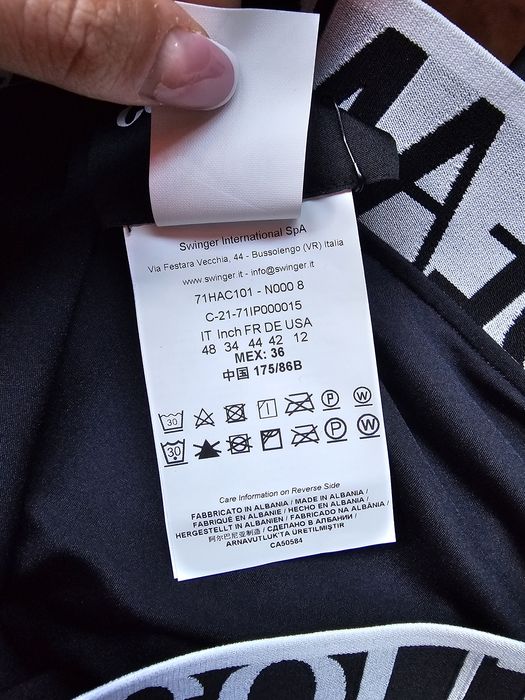 Swinger International SpA
Via Festara Vecchia, 44 - Bussolengo (VR) Italia
www.swinger.it - info@swinger.it
71HAC101 - N000 8
C-21-71IP000015
IT Inch FR DE USA
48 34 44 42 12
MEX: 36
中国 175/86B
30 P W
30 P W
Care Information on Reverse Side
FABBRICATO IN ALBANIA / MADE IN ALBANIA /
FABRIQUÉ EN ALBANIE / HECHO EN ALBANIA /
HERGESTELLT IN ALBANIEN / FABRICADO NA ALBÂNIA /
阿尔巴尼亚制造 / СДЕЛАНО В АЛБАНИИ /
ARNAVUTLUK'TA ÜRETILMIŞTIR
CA50584